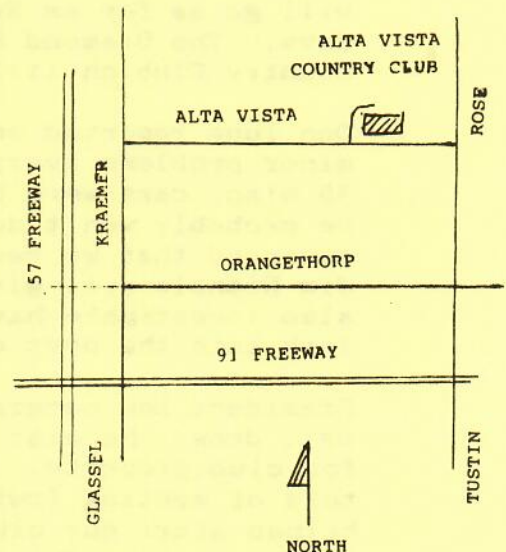 ALTA VISTA
COUNTRY CLUB
ROSE
ALTA VISTA
KRAEMER
57 FREEWAY
ORANGETHORP
91 FREEWAY
GLASSEL
TUSTIN
NORTH